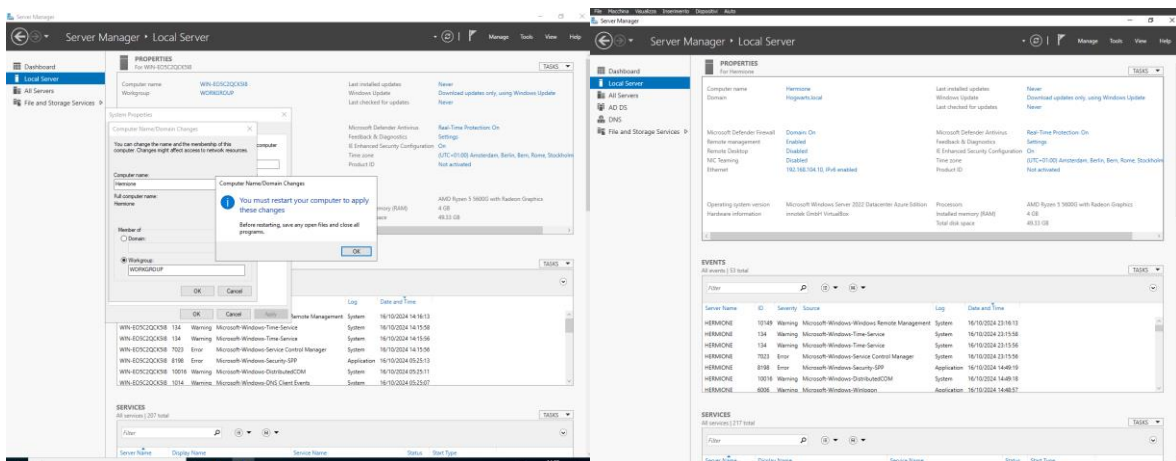 Server Manager
Server Manager • Local Server
Manage Tools View Help
Dashboard
Local Server
All Servers
File and Storage Services
PROPERTIES
For WIN-EO5C2QCK5I8
TASKS
Computer name WIN-EO5C2QCK5I8
Workgroup WORKGROUP
Last installed updates Never
Windows Update Download updates only, using Windows Update
Last checked for updates Never
Microsoft Defender Antivirus Real-Time Protection: On
Feedback & Diagnostics Settings
IE Enhanced Security Configuration On
Time zone (UTC+01:00) Amsterdam, Berlin, Bern, Rome, Stockholm
Product ID Not activated
AMD Ryzen 5 5600G with Radeon Graphics
(RAM) 4 GB
49.33 GB
System Properties
Computer Name/Domain Changes
You can change the name and the membership of this
computer. Changes might affect access to network resources.
Computer name:
Hermione
Full computer name:
Hermione
Member of
Domain:
Workgroup:
WORKGROUP
OK Cancel
OK Cancel Apply
Computer Name/Domain Changes
You must restart your computer to apply
these changes
Before restarting, save any open files and close all
programs.
OK
TASKS
Log Date and Time
Remote Management System 16/10/2024 14:16:13
WIN-EO5C2QCK5I8 134 Warning Microsoft-Windows-Time-Service System 16/10/2024 14:15:58
WIN-EO5C2QCK5I8 134 Warning Microsoft-Windows-Time-Service System 16/10/2024 14:15:56
WIN-EO5C2QCK5I8 7023 Error Microsoft-Windows-Service Control Manager System 16/10/2024 14:15:56
WIN-EO5C2QCK5I8 8198 Error Microsoft-Windows-Security-SPP Application 16/10/2024 05:25:13
WIN-EO5C2QCK5I8 10016 Warning Microsoft-Windows-DistributedCOM System 16/10/2024 05:25:11
WIN-EO5C2QCK5I8 1014 Warning Microsoft-Windows-DNS Client Events System 16/10/2024 05:25:07
SERVICES
All services | 207 total
TASKS
Filter
Server Name Display Name Service Name Status Start Type
File Macchina Visualizza Inserimento Dispositivi Aiuto
Server Manager
Server Manager • Local Server
Manage Tools View Help
Dashboard
Local Server
All Servers
AD DS
DNS
File and Storage Services
PROPERTIES
For Hermione
TASKS
Computer name Hermione
Domain Hogwarts.local
Last installed updates Never
Windows Update Download updates only, using Windows Update
Last checked for updates Never
Microsoft Defender Firewall Domain: On
Remote management Enabled
Remote Desktop Disabled
NIC Teaming Disabled
Ethernet 192.168.104.10, IPv6 enabled
Microsoft Defender Antivirus Real-Time Protection: On
Feedback & Diagnostics Settings
IE Enhanced Security Configuration On
Time zone (UTC+01:00) Amsterdam, Berlin, Bern, Rome, Stockholm
Product ID Not activated
Operating system version Microsoft Windows Server 2022 Datacenter Azure Edition
Hardware information innotek GmbH VirtualBox
Processors AMD Ryzen 5 5600G with Radeon Graphics
Installed memory (RAM) 4 GB
Total disk space 49.33 GB
EVENTS
All events | 53 total
TASKS
Filter
Server Name ID Severity Source Log Date and Time
HERMIONE 10149 Warning Microsoft-Windows-Windows Remote Management System 16/10/2024 23:16:13
HERMIONE 134 Warning Microsoft-Windows-Time-Service System 16/10/2024 23:15:58
HERMIONE 134 Warning Microsoft-Windows-Time-Service System 16/10/2024 23:15:56
HERMIONE 7023 Error Microsoft-Windows-Service Control Manager System 16/10/2024 23:15:56
HERMIONE 8198 Error Microsoft-Windows-Security-SPP Application 16/10/2024 14:49:19
HERMIONE 10016 Warning Microsoft-Windows-DistributedCOM System 16/10/2024 14:49:18
HERMIONE 6006 Warning Microsoft-Windows-Winlogon Application 16/10/2024 14:48:57
SERVICES
All services | 217 total
TASKS
Filter
Server Name Display Name Service Name Status Start Type